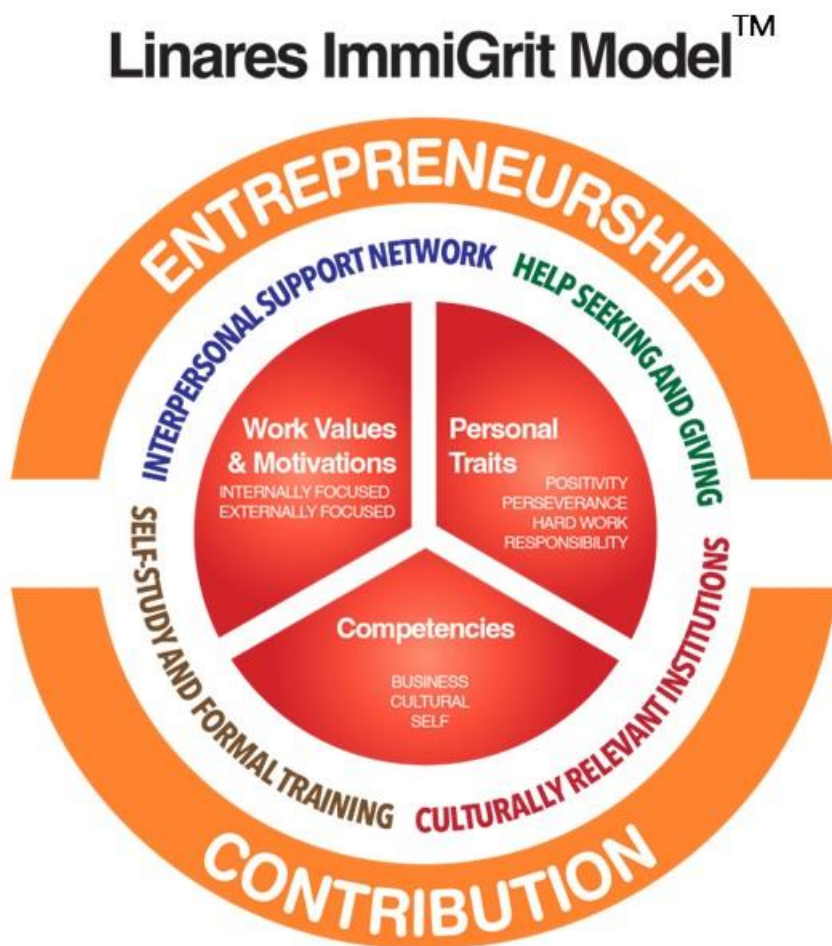 Linares ImmiGrit Model™
ENTREPRENEURSHIP
INTERPERSONAL SUPPORT NETWORK
HELP SEEKING AND GIVING
Work Values
& Motivations
INTERNALLY FOCUSED
EXTERNALLY FOCUSED
Personal
Traits
POSITIVITY
PERSEVERANCE
HARD WORK
RESPONSIBILITY
Competencies
BUSINESS
CULTURAL
SELF
SELF-STUDY AND FORMAL TRAINING
CULTURALLY RELEVANT INSTITUTIONS
CONTRIBUTION